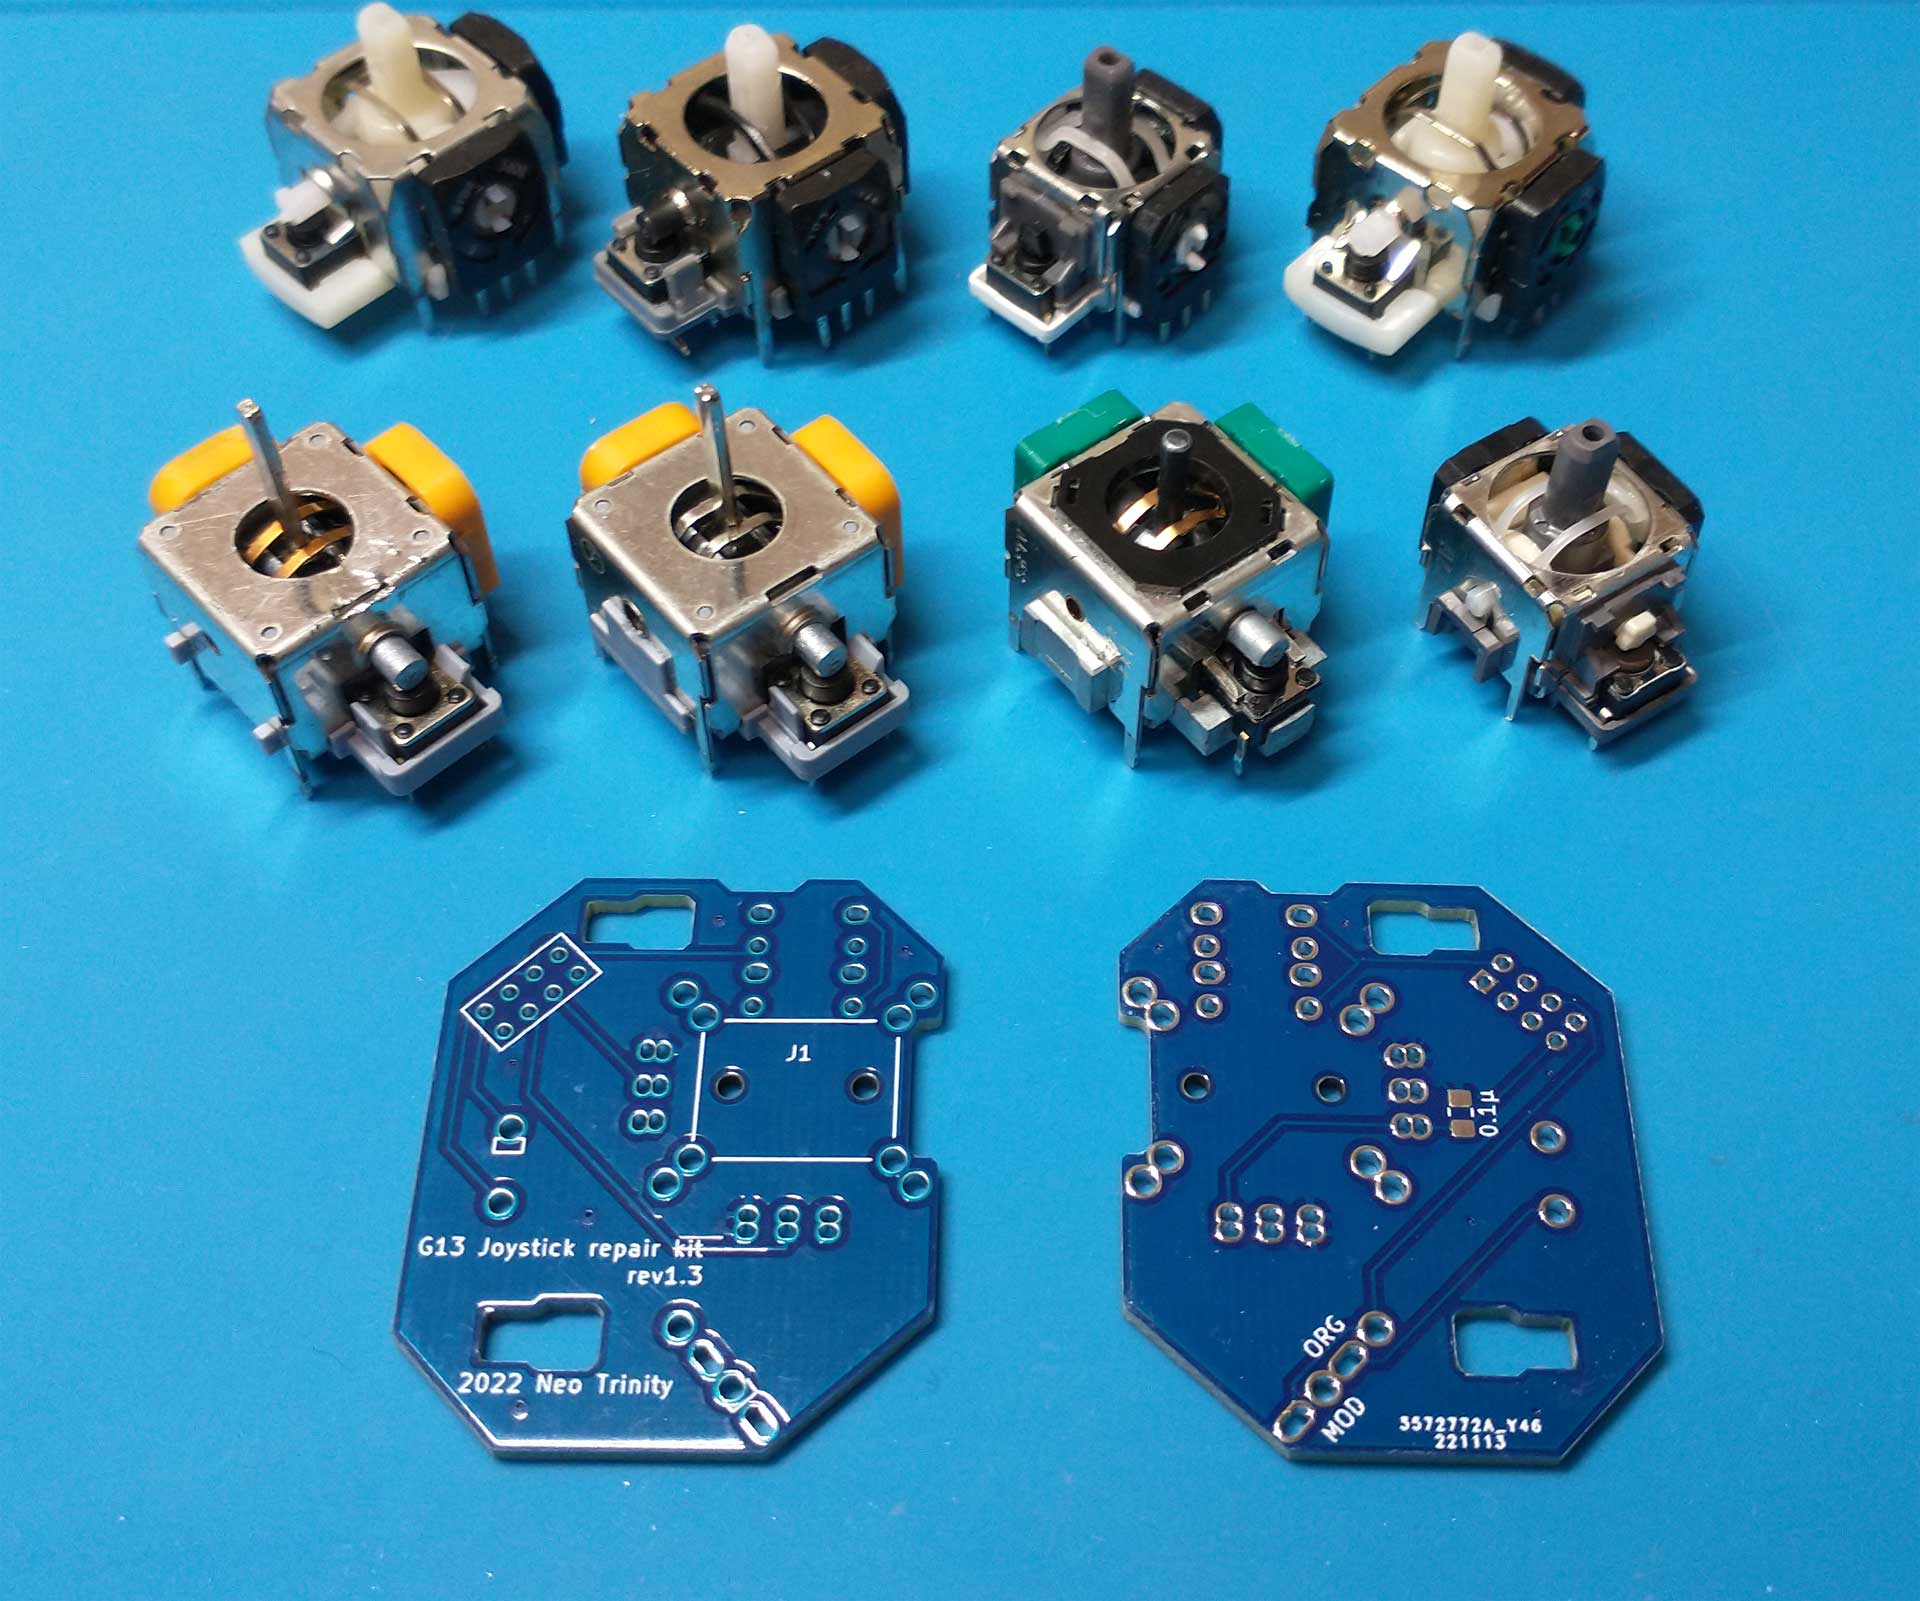 J1
G13 Joystick repair kit
rev1.3
2022 Neo Trinity
0.1µ
ORG
MOD
5572772A_Y46
221113